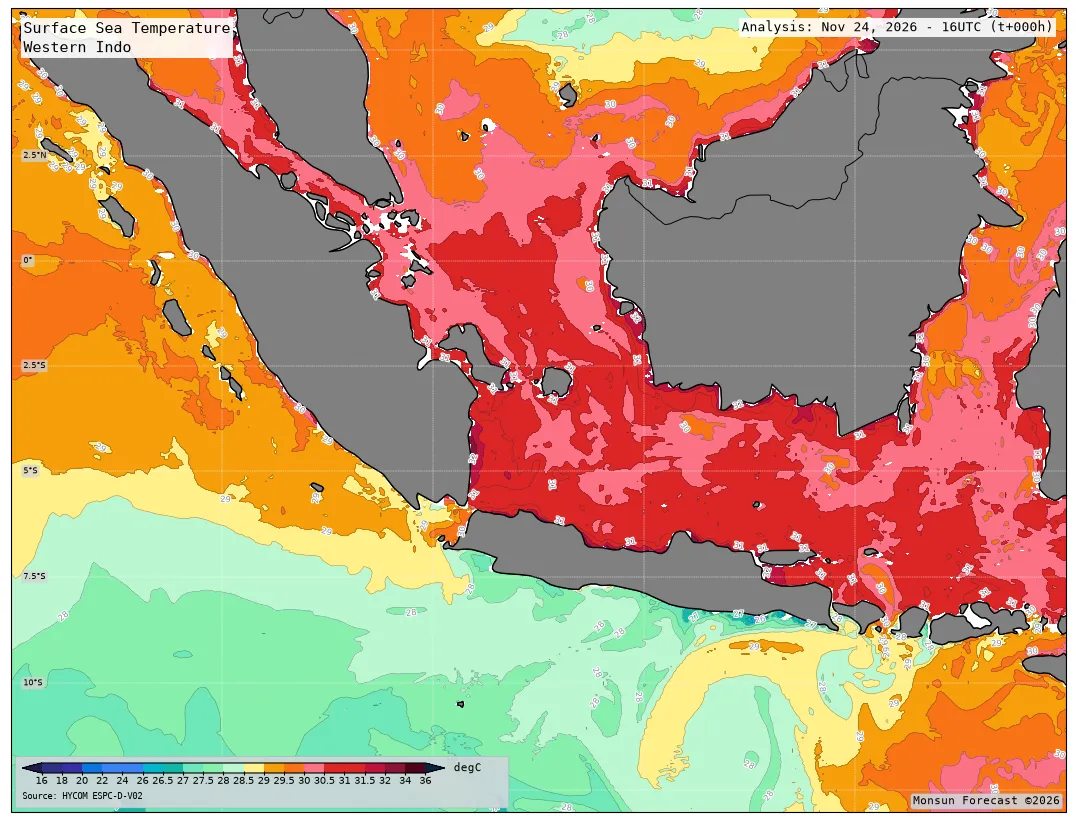 Surface Sea Temperature
Western Indo
Analysis: Nov 24, 2026 - 16UTC (t+000h)
2.5°N
0°
2.5°S
5°S
7.5°S
10°S
degC
16 18 20 22 24 26 26.5 27 27.5 28 28.5 29 29.5 30 30.5 31 31.5 32 33 34 36
Source: HYCOM ESPC-D-V02
Monsun Forecast ©2026